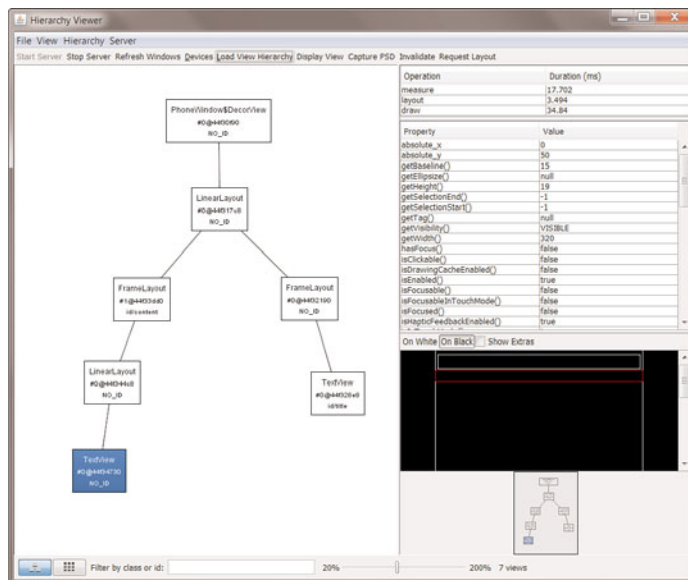 Hierarchy Viewer
File View Hierarchy Server
Start Server Stop Server Refresh Windows Devices Load View Hierarchy Display View Capture PSD Invalidate Request Layout
PhoneWindow$DecorView
NO_ID
LinearLayout
NO_ID
FrameLayout
id/content
FrameLayout
#0@44f32190
NO_ID
LinearLayout
NO_ID
TextView
id/title
TextView
#0@44f34730
NO_ID
Operation Duration (ms)
measure 17.702
layout 3.494
draw 34.84
Property Value
absolute_x 0
absolute_y 50
getBaseline() 15
getEllipsize() null
getHeight() 19
getSelectionEnd() -1
getSelectionStart() -1
getTag() null
getVisibility() VISIBLE
getWidth() 320
hasFocus() false
isClickable() false
isDrawingCacheEnabled() false
isEnabled() true
isFocusable() false
isFocusableInTouchMode() false
isFocused() false
isHapticFeedbackEnabled() true
On White On Black Show Extras
Filter by class or id: 20% 200% 7 views